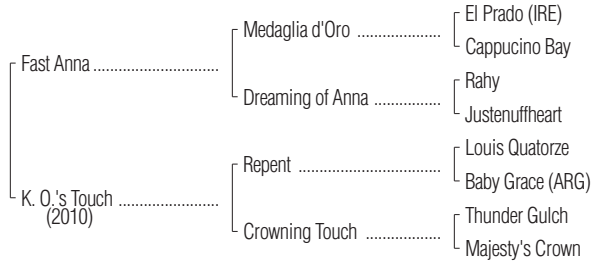 El Prado (IRE)
Medaglia d'Oro ..................
Cappucino Bay
Fast Anna ...........................
Rahy
Dreaming of Anna ..............
Justenuffheart
Louis Quatorze
Repent ...............................
Baby Grace (ARG)
K. O.'s Touch .....................
(2010)
Thunder Gulch
Crowning Touch ................
Majesty's Crown